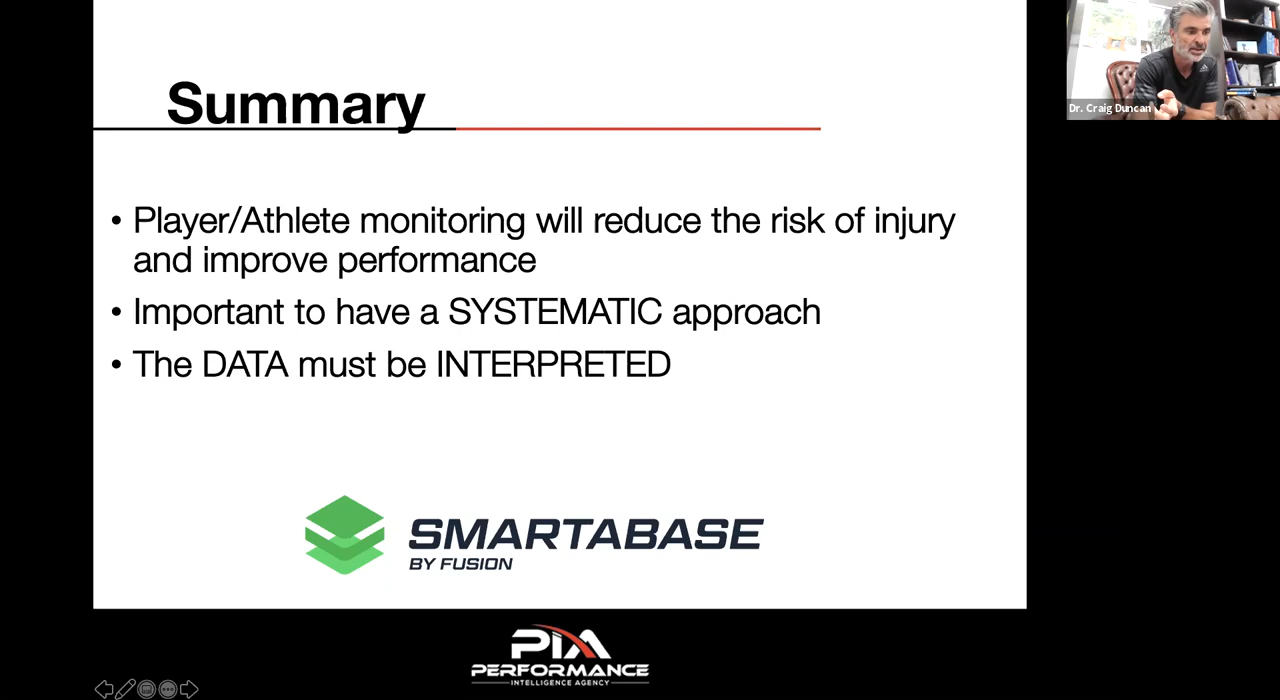 Summary
• Player/Athlete monitoring will reduce the risk of injury
and improve performance
• Important to have a SYSTEMATIC approach
• The DATA must be INTERPRETED
SMARTABASE
BY FUSION
PIA
PERFORMANCE
INTELLIGENCE AGENCY
Dr. Craig Duncan